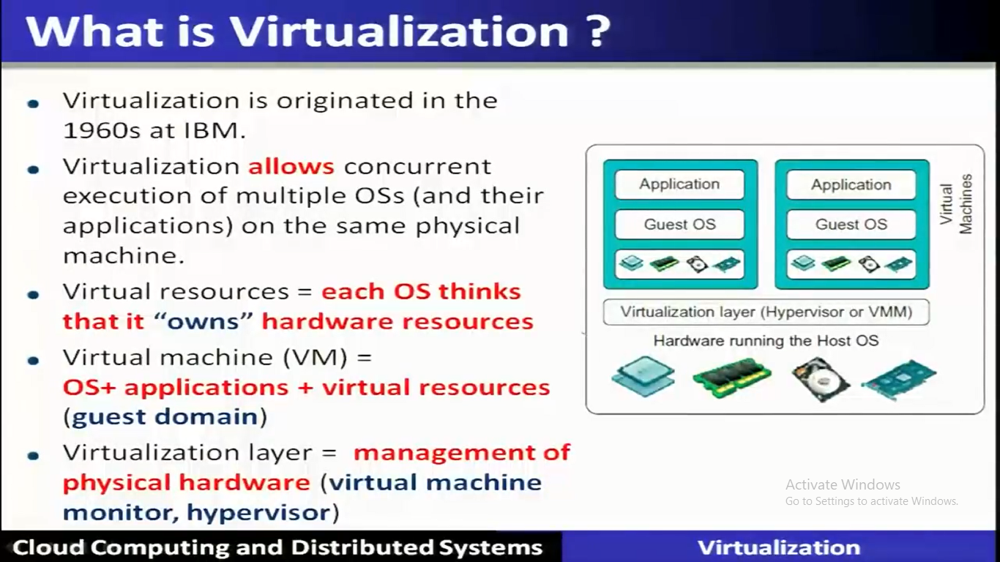 What is Virtualization ?
Virtualization is originated in the
1960s at IBM.
Virtualization allows concurrent
execution of multiple OSs (and their
applications) on the same physical
machine.
Virtual resources = each OS thinks
that it “owns” hardware resources
Virtual machine (VM) =
OS+ applications + virtual resources
(guest domain)
Virtualization layer = management of
physical hardware (virtual machine
monitor, hypervisor)
Application
Guest OS
Application
Guest OS
Virtual
Machines
Virtualization layer (Hypervisor or VMM)
Hardware running the Host OS
Activate Windows
Go to Settings to activate Windows.
Cloud Computing and Distributed Systems
Virtualization